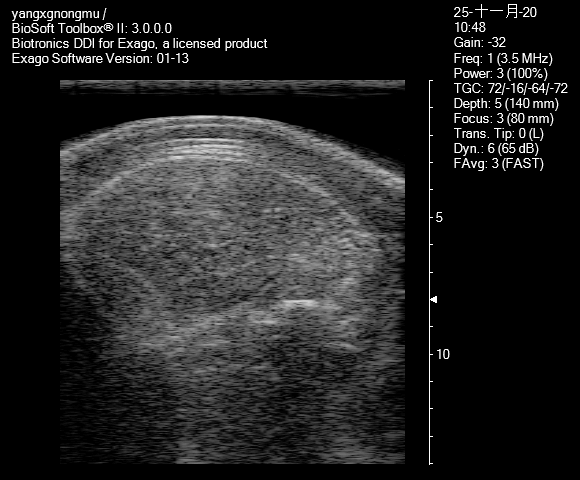 yangxgnongmu /
BioSoft Toolbox® II: 3.0.0.0
Biotronics DDI for Exago, a licensed product
Exago Software Version: 01-13
25-十一月-20
10:48
Gain: -32
Freq: 1 (3.5 MHz)
Power: 3 (100%)
TGC: 72/-16/-64/-72
Depth: 5 (140 mm)
Focus: 3 (80 mm)
Trans. Tip: 0 (L)
Dyn.: 6 (65 dB)
FAvg: 3 (FAST)
5
10